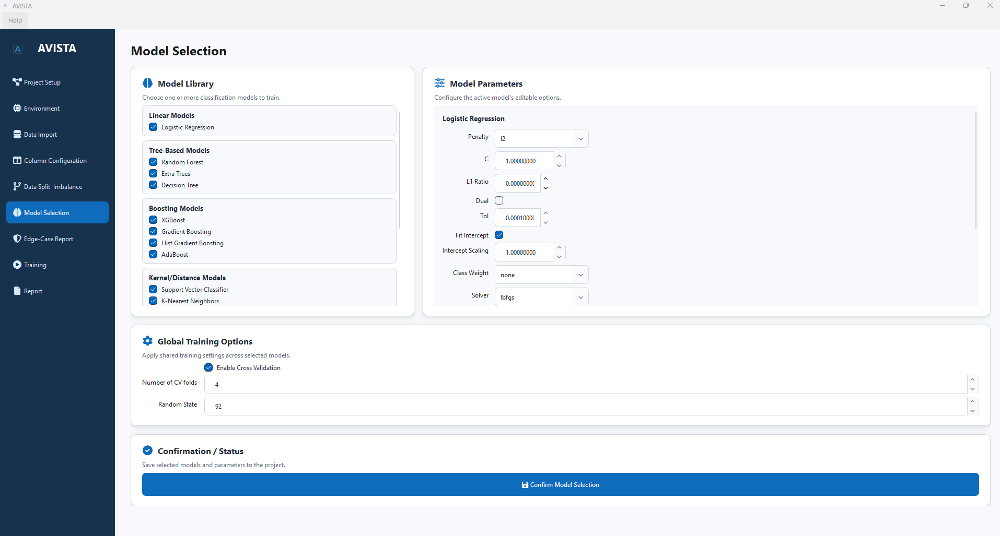 AVISTA
Help
A AVISTA
Project Setup
Environment
Data Import
Column Configuration
Data Split Imbalance
Model Selection
Edge-Case Report
Training
Report
Model Selection
Model Library
Choose one or more classification models to train.
Linear Models
Logistic Regression
Tree-Based Models
Random Forest
Extra Trees
Decision Tree
Boosting Models
XGBoost
Gradient Boosting
Hist Gradient Boosting
AdaBoost
Kernel/Distance Models
Support Vector Classifier
K-Nearest Neighbors
Model Parameters
Configure the active model's editable options.
Logistic Regression
Penalty l2
C 1.00000000
L1 Ratio 0.0000000(
Dual
Tol 0.0001000(
Fit Intercept
Intercept Scaling 1.00000000
Class Weight none
Solver lbfgs
Global Training Options
Apply shared training settings across selected models.
Enable Cross Validation
Number of CV folds 4
Random State 92
Confirmation / Status
Save selected models and parameters to the project.
Confirm Model Selection